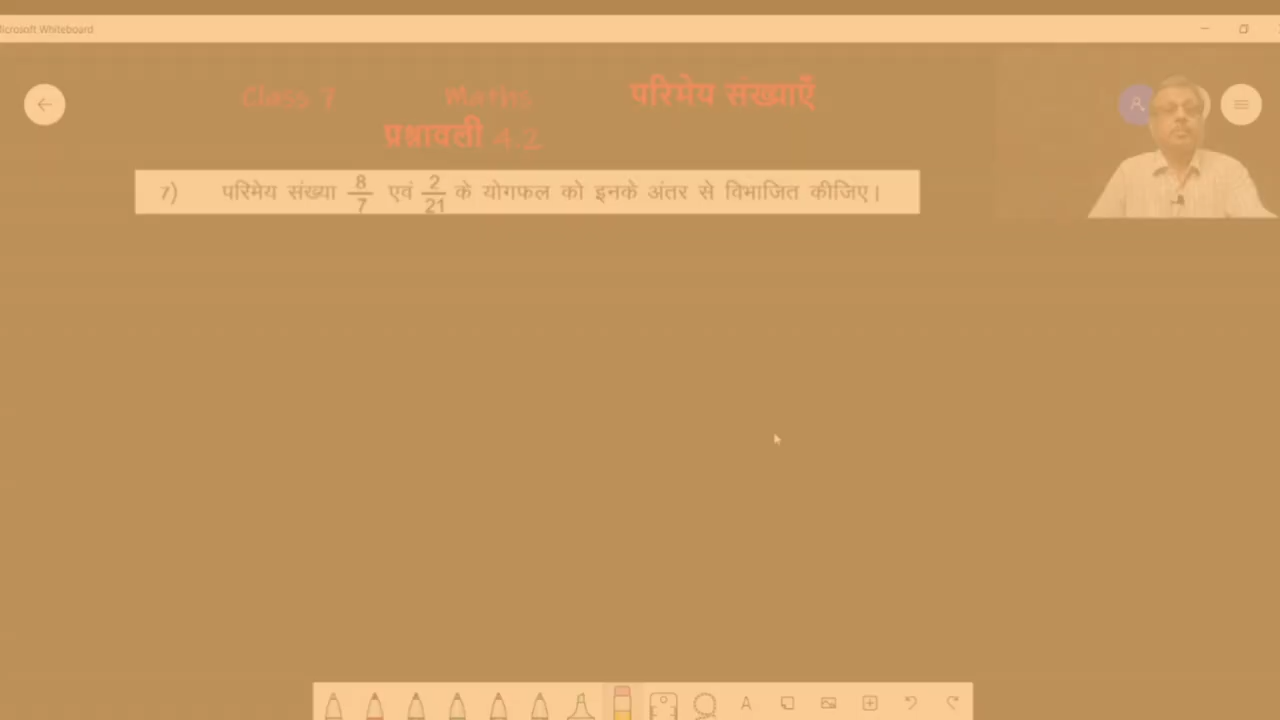 Microsoft Whiteboard
Class 7 Maths परिमेय संख्याएँ
प्रश्नावली 4.2
7) परिमेय संख्या 8/7 एवं 2/21 के योगफल को इनके अंतर से विभाजित कीजिए।